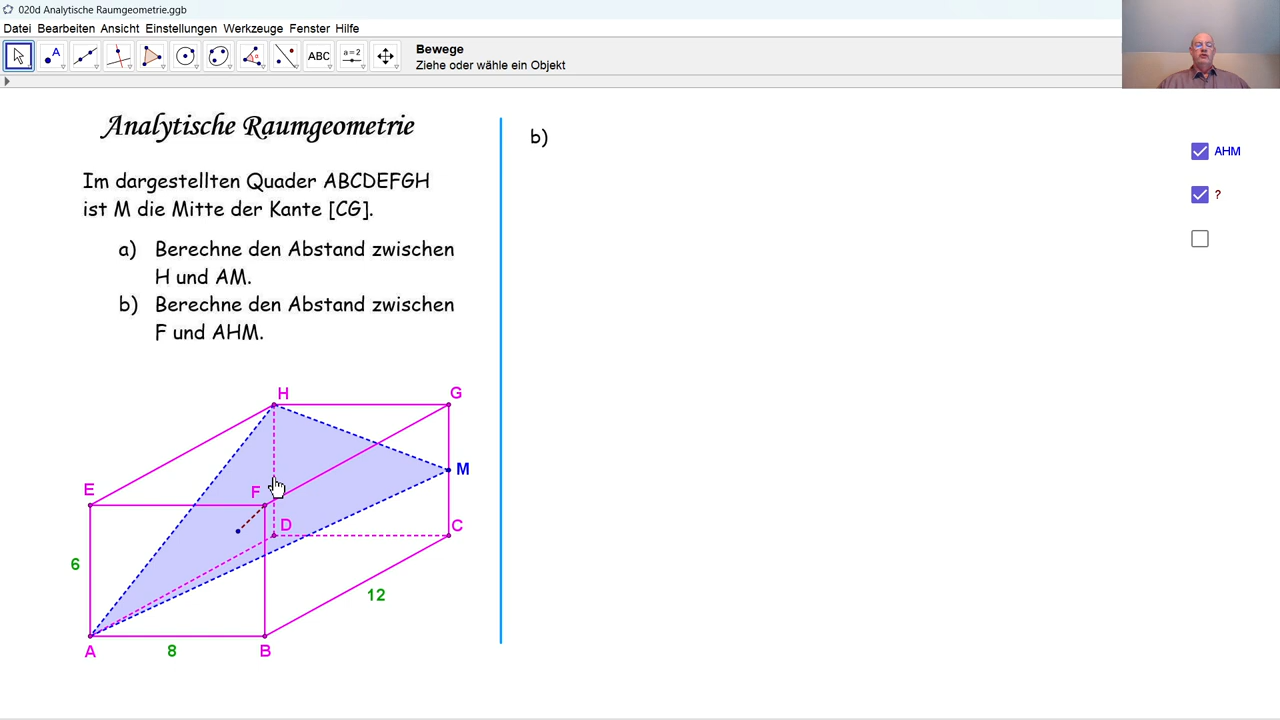 020d Analytische Raumgeometrie.ggb
Datei Bearbeiten Ansicht Einstellungen Werkzeuge Fenster Hilfe
A
ABC
a=2
Bewege
Ziehe oder wähle ein Objekt
Analytische Raumgeometrie
Im dargestellten Quader ABCDEFGH
ist M die Mitte der Kante [CG].
a) Berechne den Abstand zwischen
H und AM.
b) Berechne den Abstand zwischen
F und AHM.
b)
AHM
?
H
G
M
E
F
D
C
6
12
A
8
B